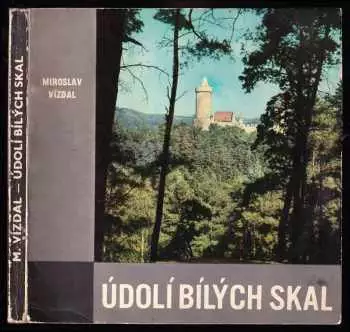 M. VÍZDAL – ÚDOLÍ BÍLÝCH SKAL
MIROSLAV
VÍZDAL
ÚDOLÍ BÍLÝCH SKAL